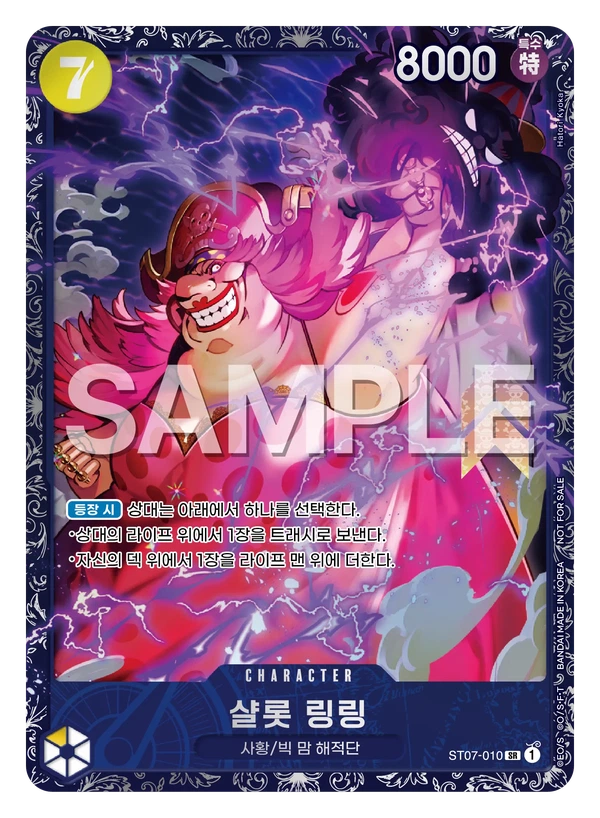 7
8000
특수
特
Hatori Kyoka
SAMPLE
등장 시 상대는 아래에서 하나를 선택한다.
·상대의 라이프 위에서 1장을 트래시로 보낸다.
·자신의 덱 위에서 1장을 라이프 맨 위에 더한다.
CHARACTER
샬롯 링링
사황/빅 맘 해적단
ST07-010 SR 1
©E.O/S. ©O./S.F.T BANDAI MADE IN KOREA NOT FOR SALE